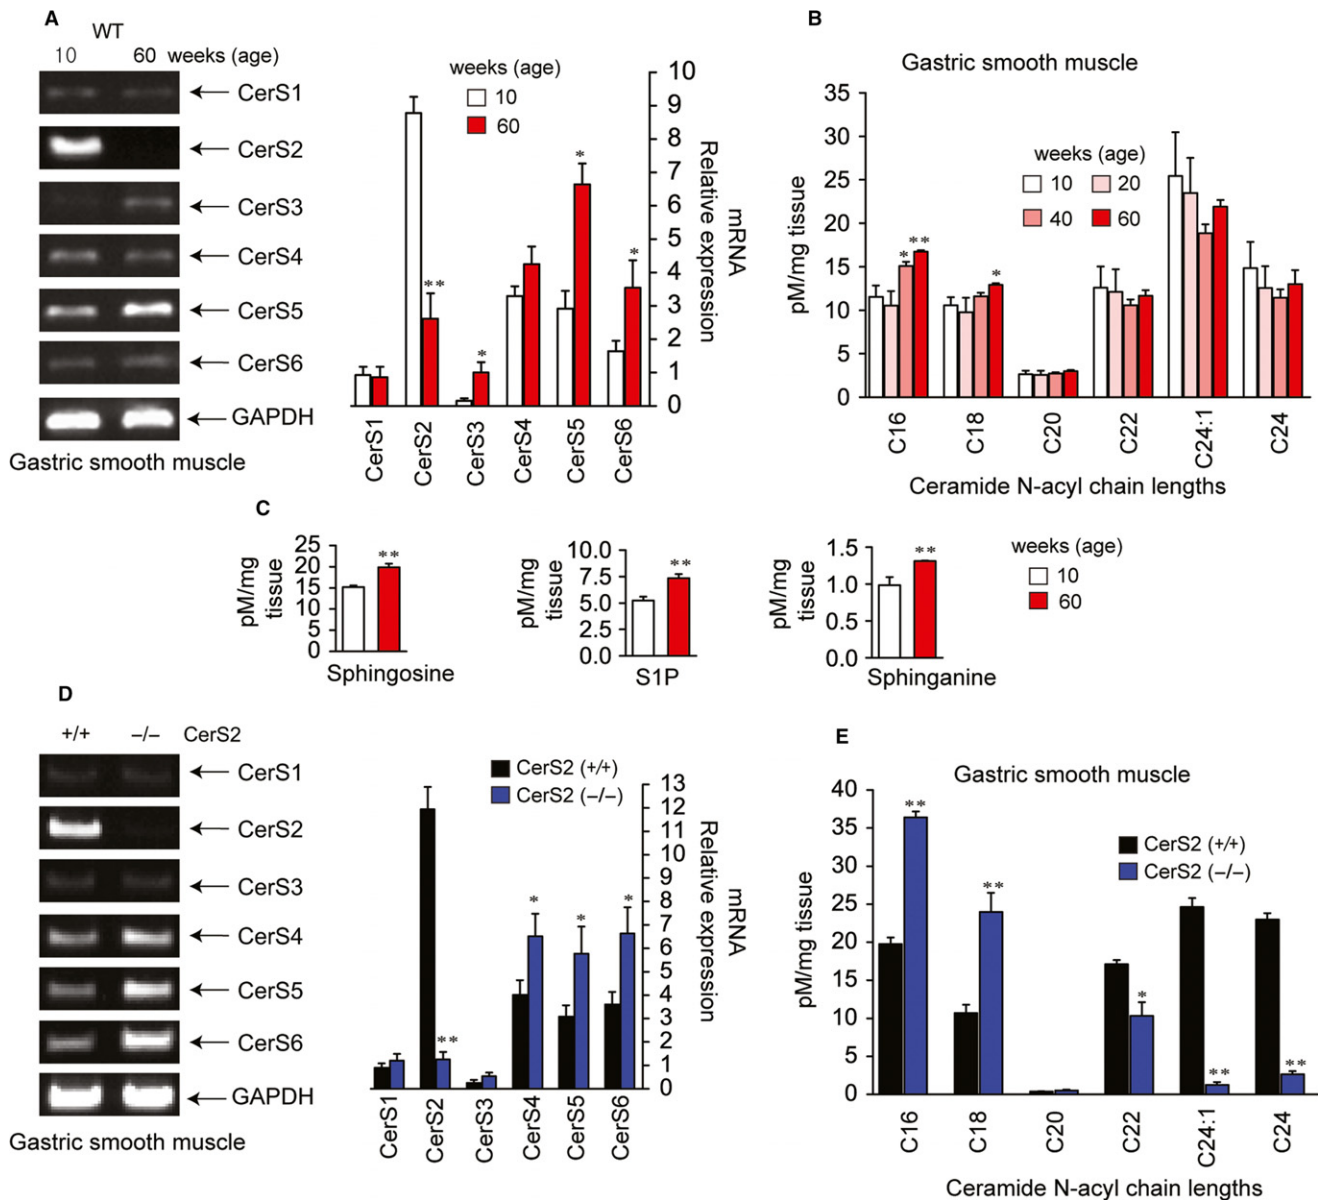 A
WT
10 60 weeks (age)
CerS1
CerS2
CerS3
CerS4
CerS5
CerS6
GAPDH
Gastric smooth muscle
weeks (age)
10
60
10
9
8
7
6
5
4
3
2
1
0
mRNA
Relative expression
* *
*
*
*
CerS1 CerS2 CerS3 CerS4 CerS5 CerS6
B
Gastric smooth muscle
weeks (age)
10 20
40 60
pM/mg tissue
35
30
25
20
15
10
5
0
* **
*
C16 C18 C20 C22 C24:1 C24
Ceramide N-acyl chain lengths
C
pM/mg
tissue
25
20
15
10
5
0
**
Sphingosine
pM/mg
tissue
10.0
7.5
5.0
2.5
0.0
**
S1P
pM/mg
tissue
1.5
1.0
0.5
0.0
**
Sphinganine
weeks (age)
10
60
D
+/+ –/– CerS2
CerS1
CerS2
CerS3
CerS4
CerS5
CerS6
GAPDH
Gastric smooth muscle
CerS2 (+/+)
CerS2 (–/–)
13
12
11
10
9
8
7
6
5
4
3
2
1
0
mRNA
Relative expression
**
*
*
*
CerS1 CerS2 CerS3 CerS4 CerS5 CerS6
E
Gastric smooth muscle
CerS2 (+/+)
CerS2 (–/–)
pM/mg tissue
40
35
30
25
20
15
10
5
0
**
**
*
**
**
C16 C18 C20 C22 C24:1 C24
Ceramide N-acyl chain lengths